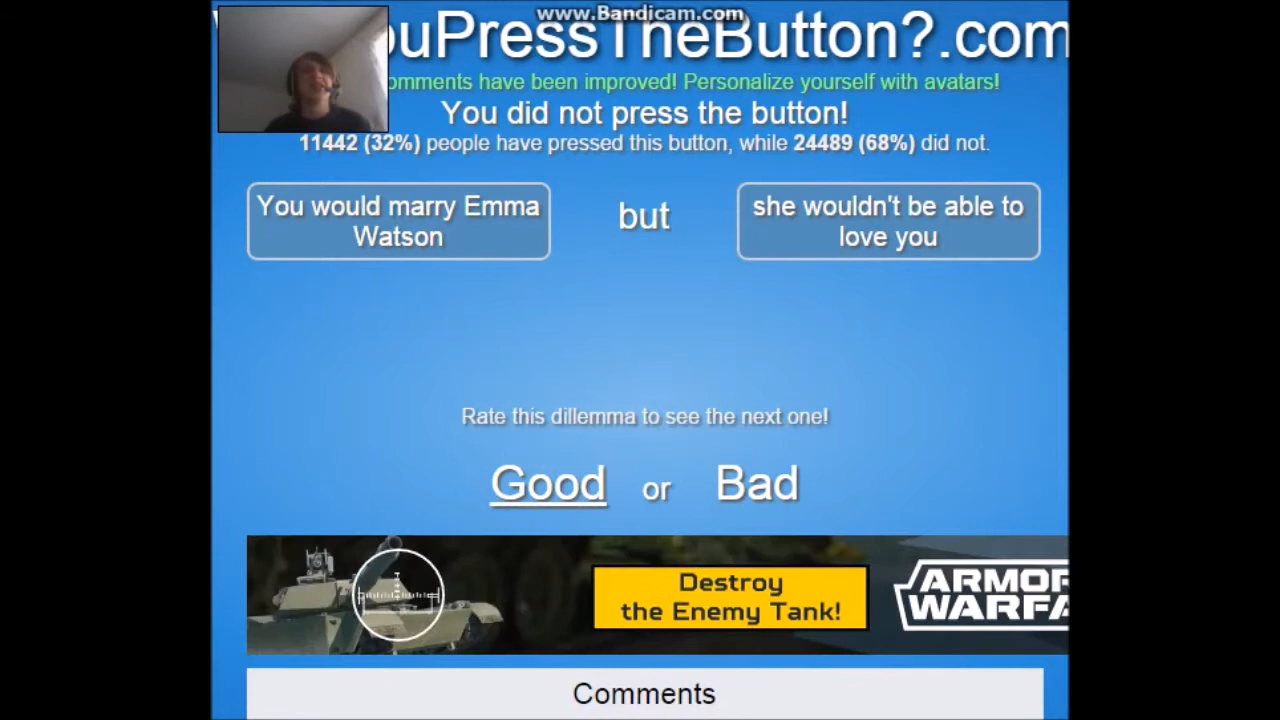 www.Bandicam.com
ouPressTheButton?.com
omments have been improved! Personalize yourself with avatars!
You did not press the button!
11442 (32%) people have pressed this button, while 24489 (68%) did not.
You would marry Emma
Watson
but
she wouldn't be able to
love you
Rate this dillemma to see the next one!
Good or Bad
Destroy
the Enemy Tank!
ARMOR
WARFA
Comments